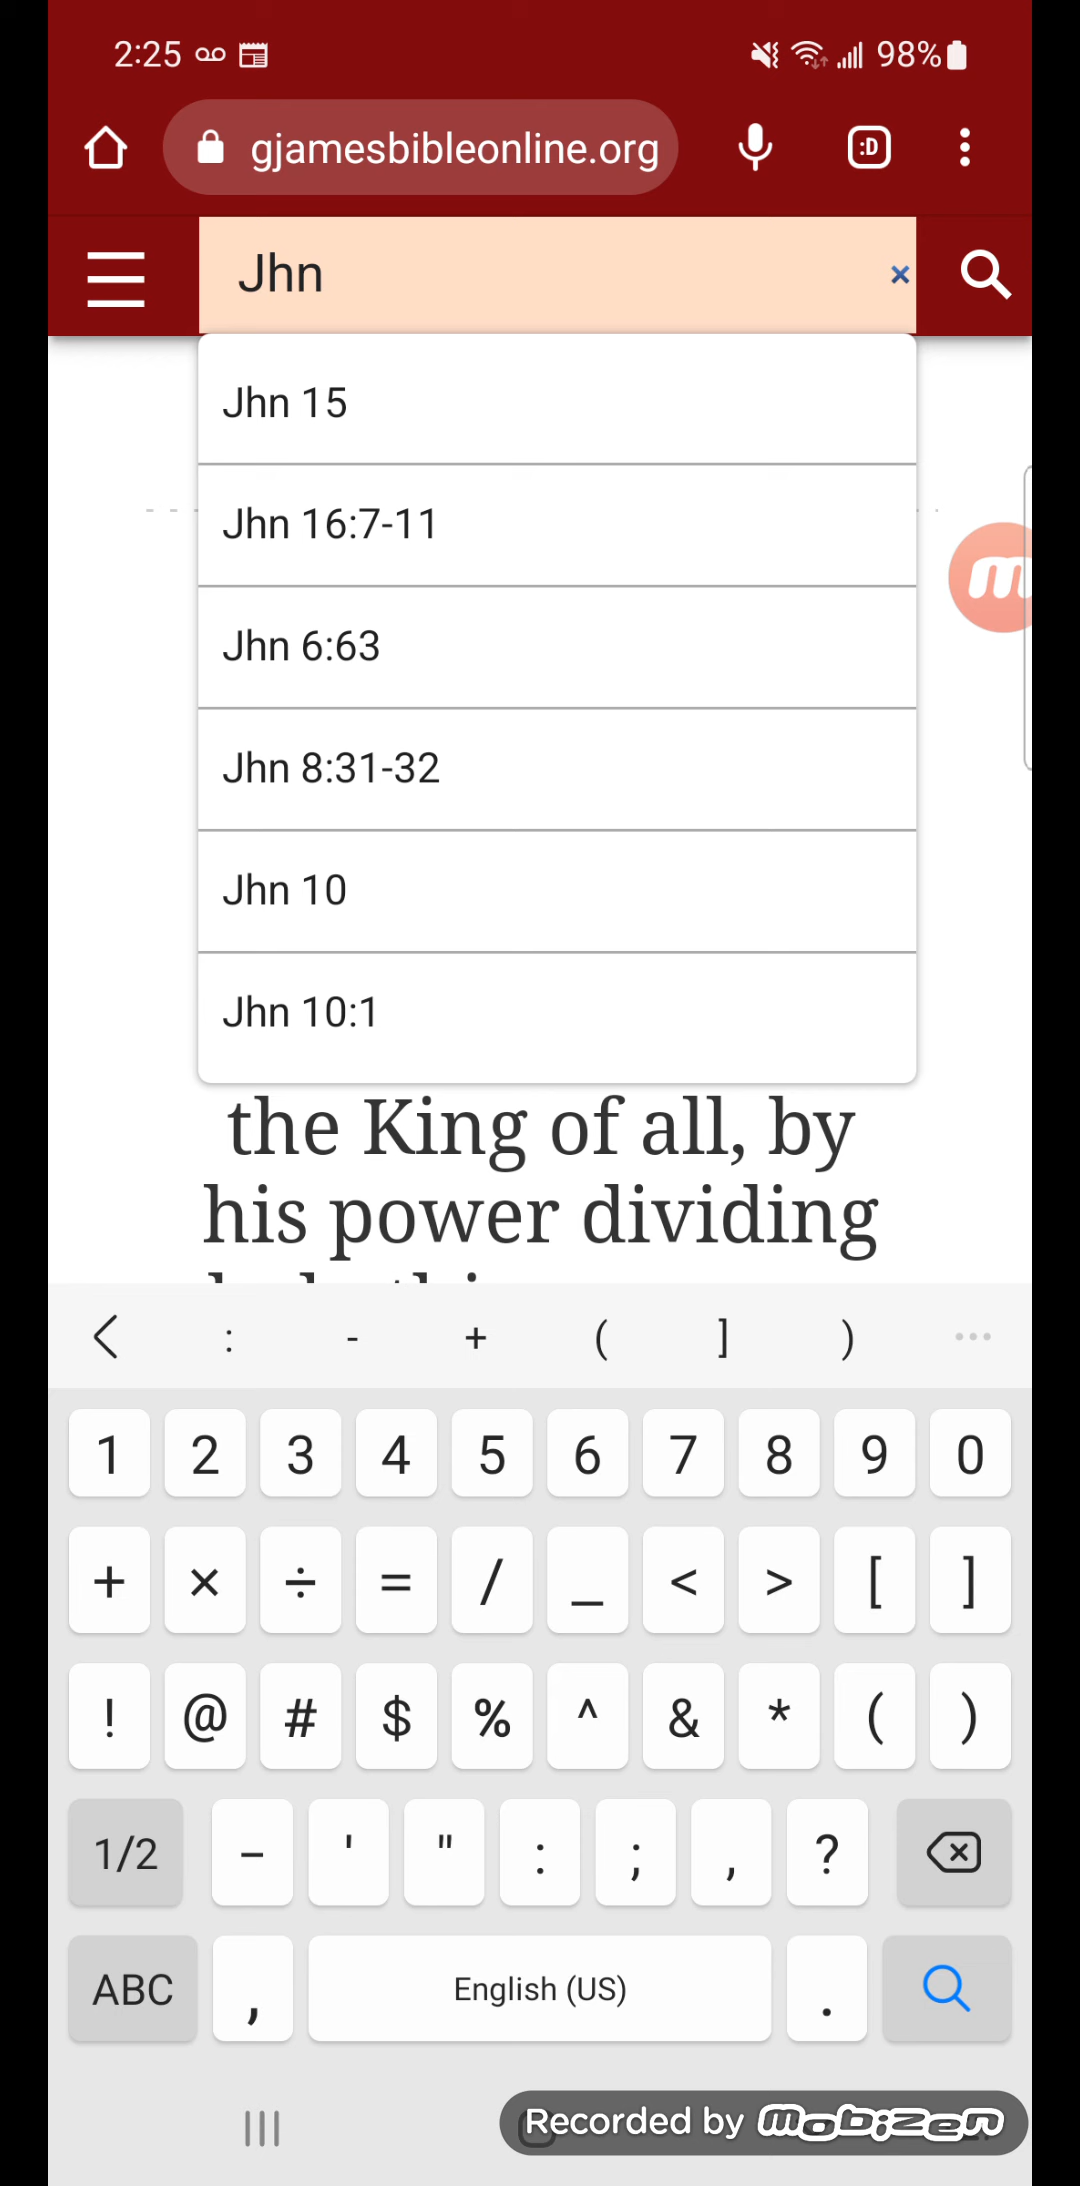 2:25 98%
gjamesbibleonline.org :D
Jhn ×
Jhn 15
Jhn 16:7-11
Jhn 6:63
Jhn 8:31-32
Jhn 10
Jhn 10:1
the King of all, by
his power dividing
: - + ( ] ) ...
1 2 3 4 5 6 7 8 9 0
+ × ÷ = / _ < > [ ]
! @ # $ % ^ & * ( )
1/2 - ' " : ; , ?
ABC , English (US) .
Recorded by Mobizen